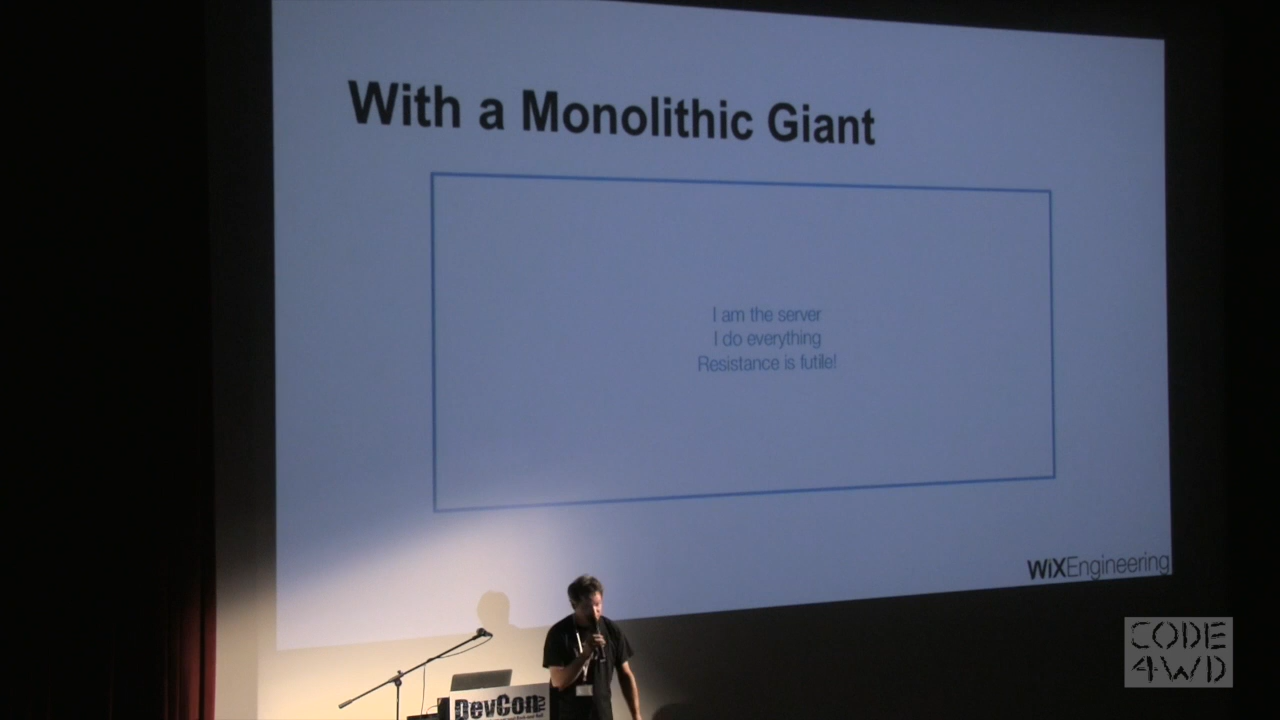 With a Monolithic Giant
I am the server
I do everything
Resistance is futile!
WiXEngineering
CODE
4WD
DevCon